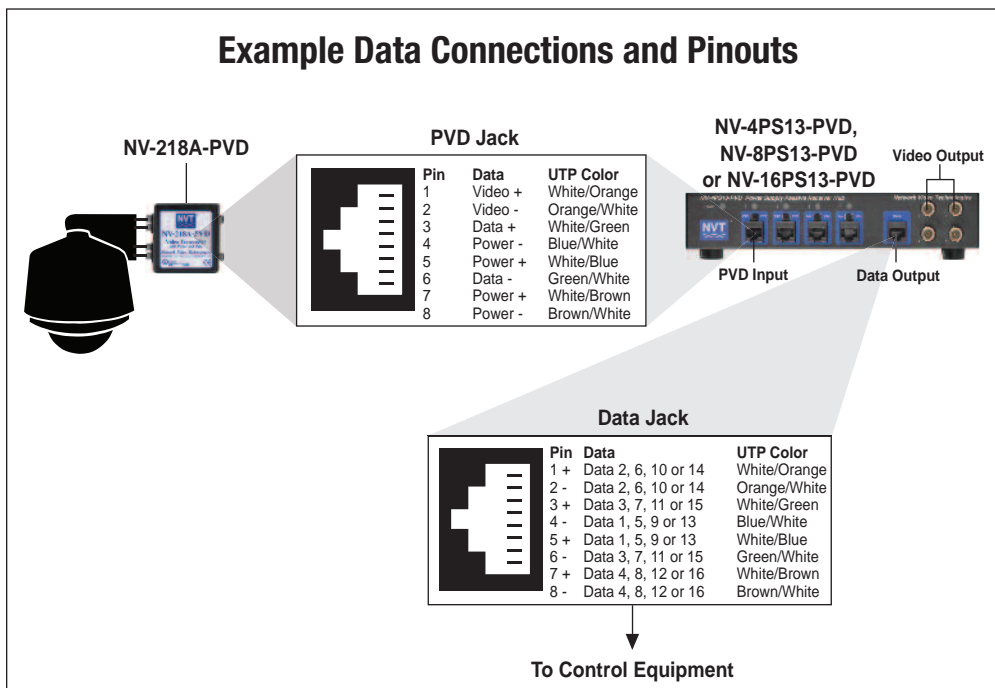 Example Data Connections and Pinouts
NV-218A-PVD
NVT
NV-218A-PVD
PVD Jack
Pin Data UTP Color
1 Video + White/Orange
2 Video - Orange/White
3 Data + White/Green
4 Power - Blue/White
5 Power + White/Blue
6 Data - Green/White
7 Power + White/Brown
8 Power - Brown/White
NV-4PS13-PVD,
NV-8PS13-PVD
or NV-16PS13-PVD
Video Output
NVT
PVD Input
Data Output
Data Jack
Pin Data UTP Color
1 + Data 2, 6, 10 or 14 White/Orange
2 - Data 2, 6, 10 or 14 Orange/White
3 + Data 3, 7, 11 or 15 White/Green
4 - Data 1, 5, 9 or 13 Blue/White
5 + Data 1, 5, 9 or 13 White/Blue
6 - Data 3, 7, 11 or 15 Green/White
7 + Data 4, 8, 12 or 16 White/Brown
8 - Data 4, 8, 12 or 16 Brown/White
To Control Equipment